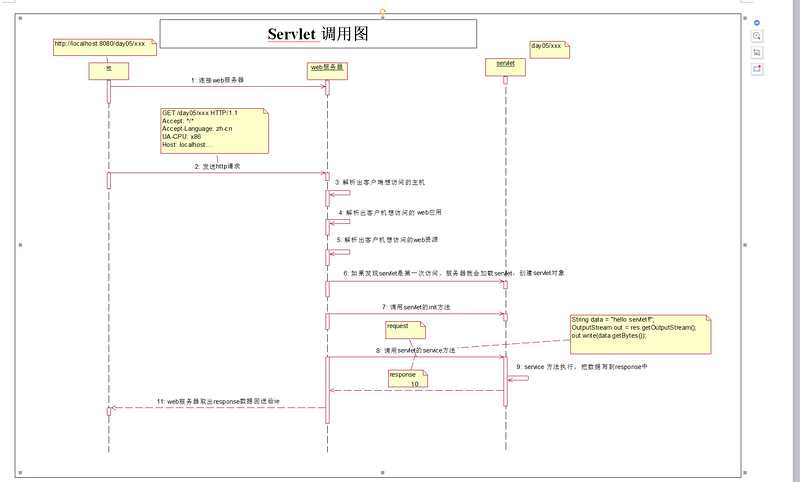 Servlet 调用图
http://localhost:8080/day05/xxx
day05/xxx
ie
web服务器
servlet
1: 连接web服务器
GET /day05/xxx HTTP/1.1
Accept: */*
Accept-Language: zh-cn
UA-CPU: x86
Host: localhost:...
2: 发送http请求
3: 解析出客户端想访问的主机
4: 解析出客户机想访问的 web应用
5: 解析出客户机想访问的web资源
6: 如果发现servlet是第一次访问，服务器就会加载servlet，创建servlet对象
7: 调用servlet的init方法
request
String data = "hello servlet!!";
OutputStream out = res.getOutputStream();
out.write(data.getBytes());
8: 调用servlet的service方法
9: service 方法执行，把数据写到response中
response
10:
11: web服务器取出response数据回送给ie